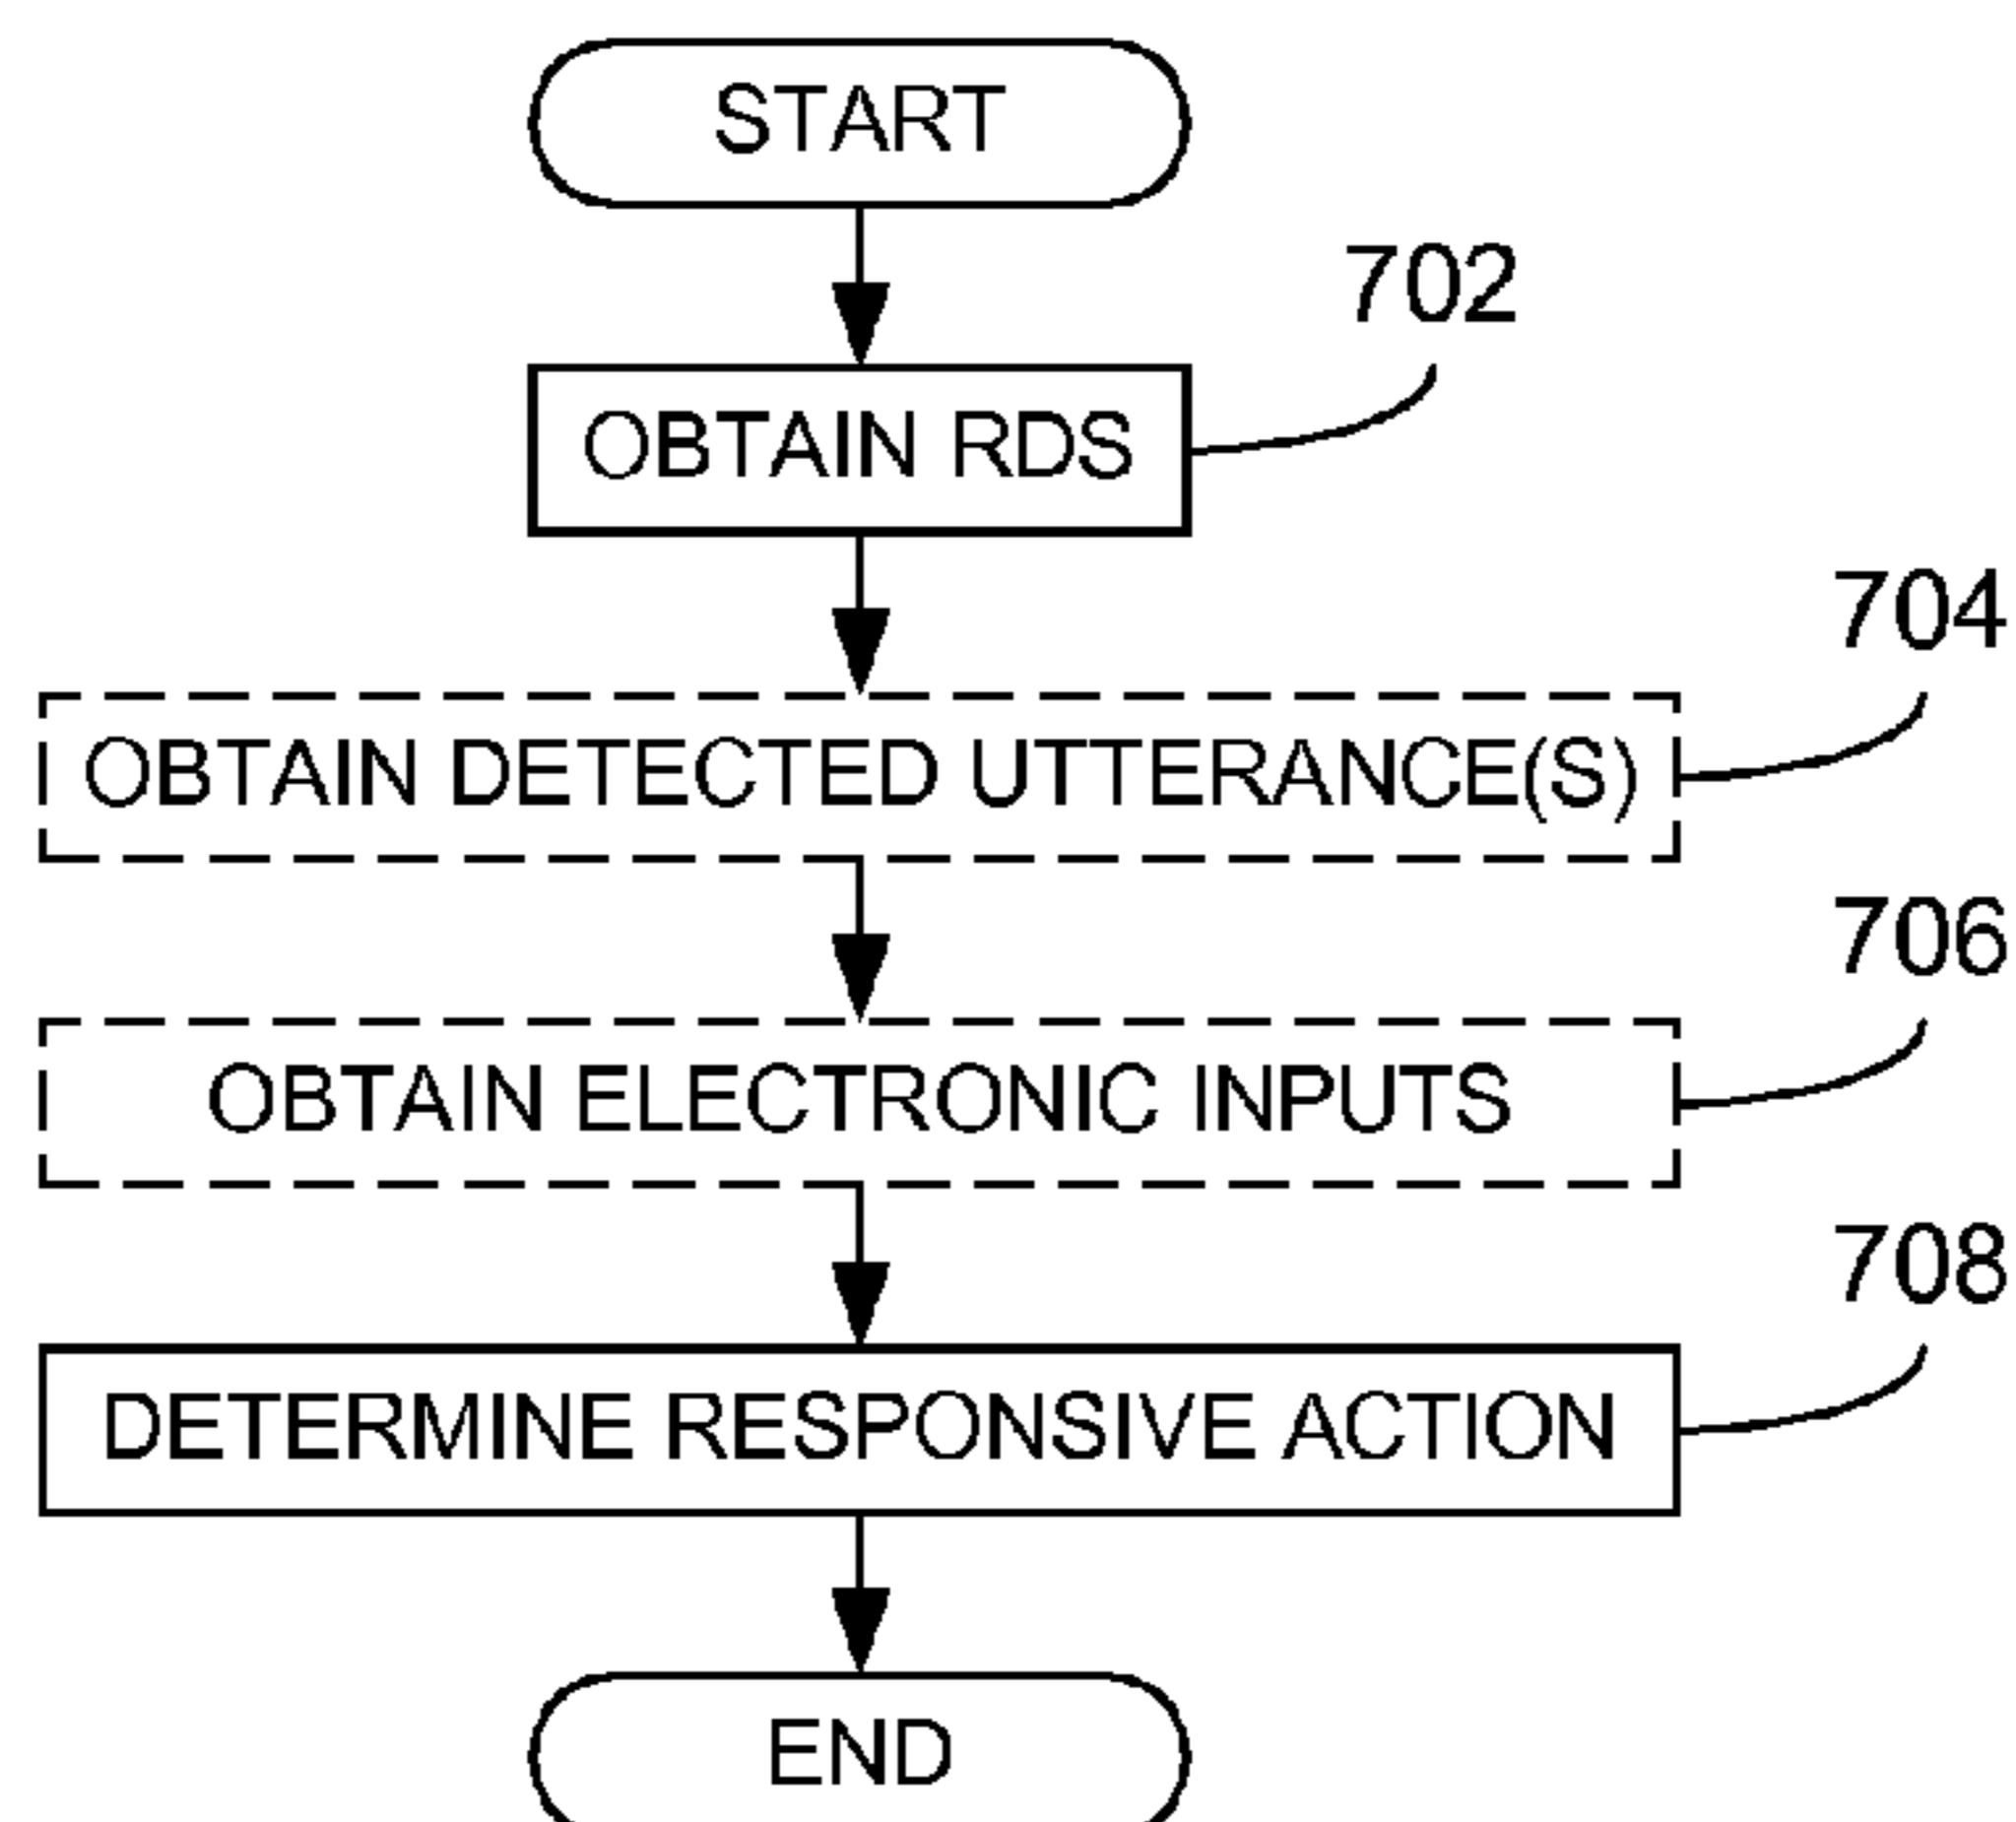 START
702
OBTAIN RDS
704
OBTAIN DETECTED UTTERANCE(S)
706
OBTAIN ELECTRONIC INPUTS
708
DETERMINE RESPONSIVE ACTION
END